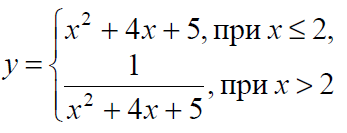 y = { x² + 4x + 5, при x ≤ 2,
1 / (x² + 4x + 5), при x > 2